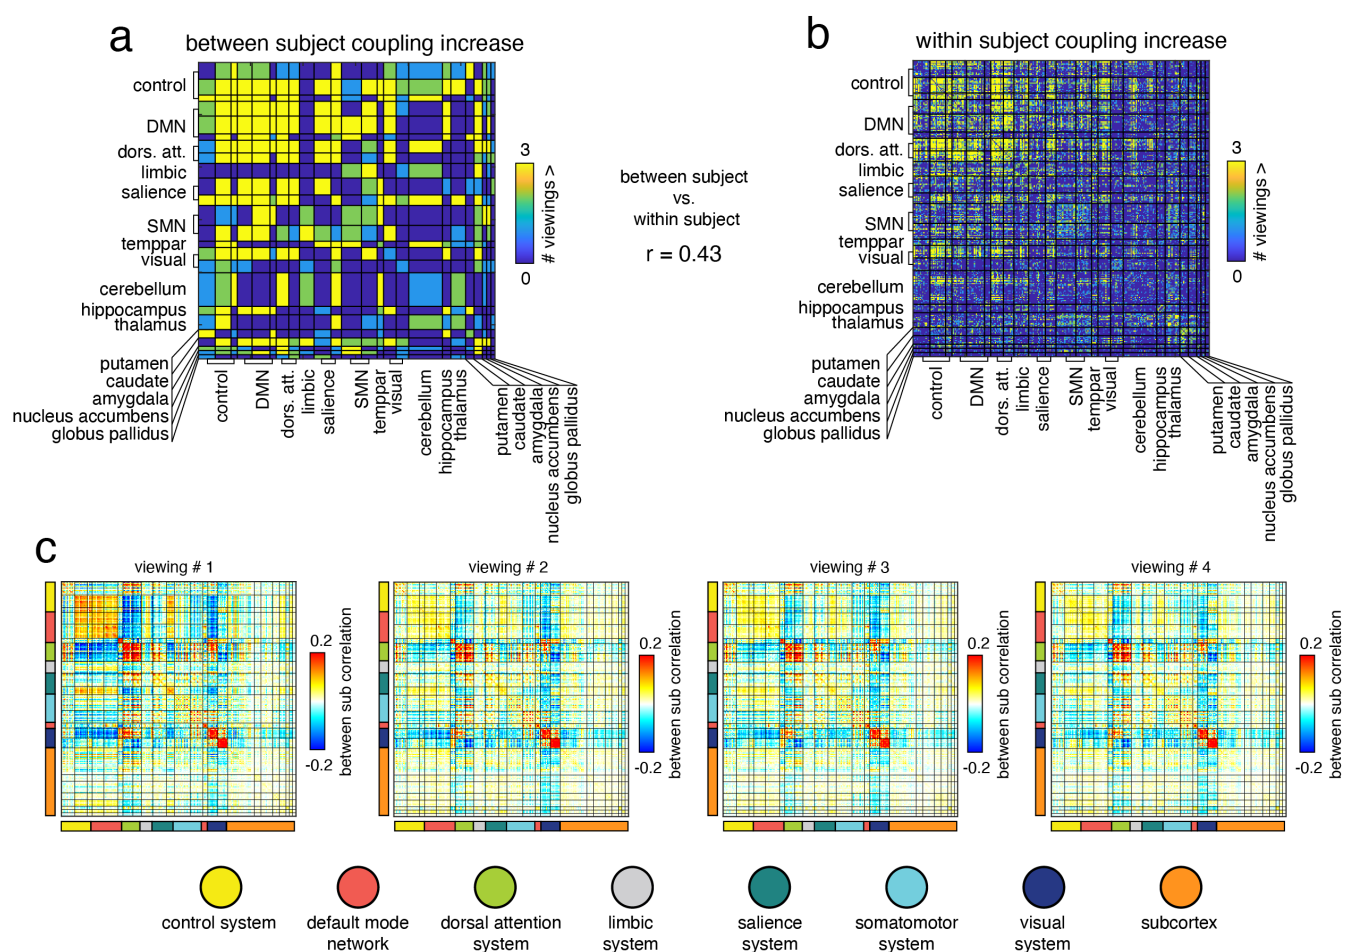 a
between subject coupling increase
control
DMN
dors. att.
limbic
salience
SMN
temppar
visual
cerebellum
hippocampus
thalamus
putamen
caudate
amygdala
nucleus accumbens
globus pallidus
control
DMN
dors. att.
limbic
salience
SMN
temppar
visual
cerebellum
hippocampus
thalamus
putamen
caudate
amygdala
nucleus accumbens
globus pallidus
3
# viewings >
0
between subject
vs.
within subject
r = 0.43
b
within subject coupling increase
control
DMN
dors. att.
limbic
salience
SMN
temppar
visual
cerebellum
hippocampus
thalamus
putamen
caudate
amygdala
nucleus accumbens
globus pallidus
control
DMN
dors. att.
limbic
salience
SMN
temppar
visual
cerebellum
hippocampus
thalamus
putamen
caudate
amygdala
nucleus accumbens
globus pallidus
3
# viewings >
0
c
viewing # 1
0.2
-0.2
between sub correlation
viewing # 2
0.2
-0.2
between sub correlation
viewing # 3
0.2
-0.2
between sub correlation
viewing # 4
0.2
-0.2
between sub correlation
control system
default mode
network
dorsal attention
system
limbic
system
salience
system
somatomotor
system
visual
system
subcortex